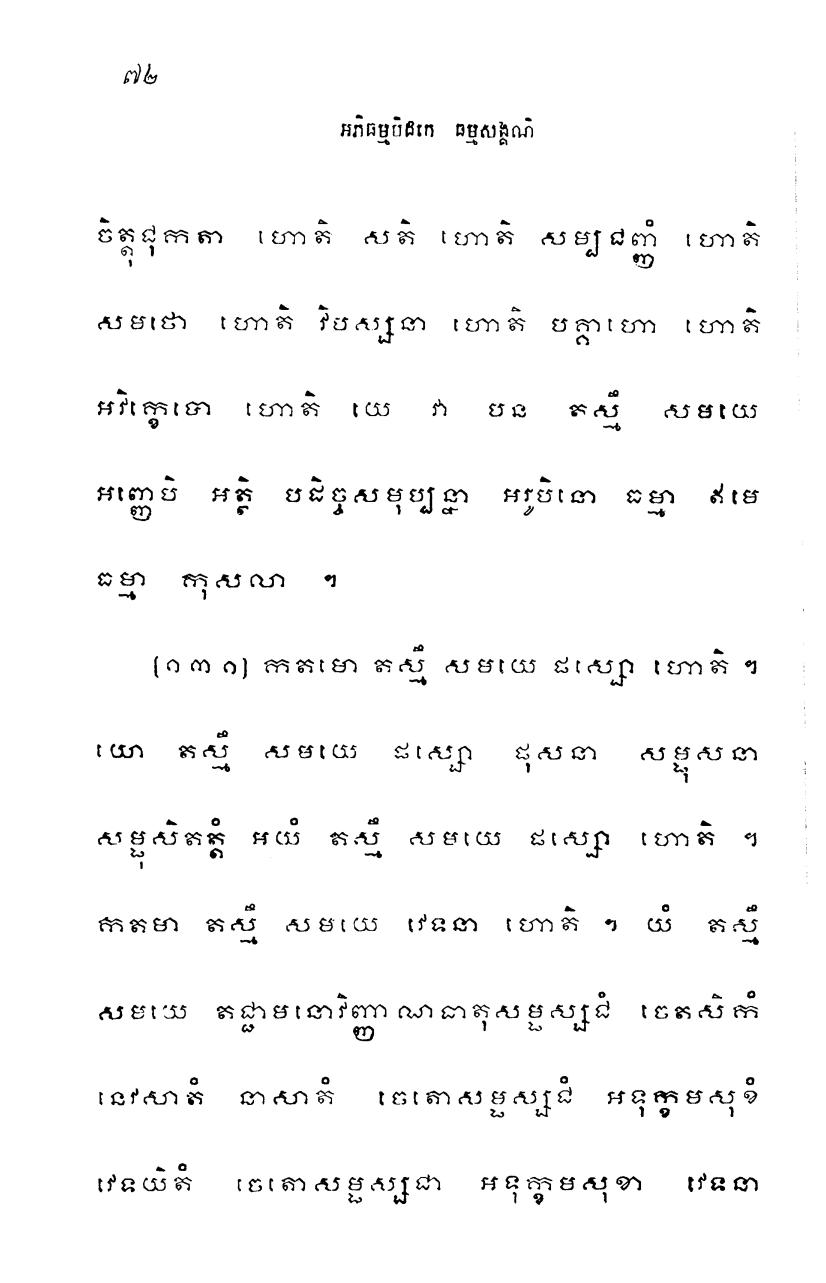 ៧២
អភិធម្មបិដកេ ធម្មសង្គណិ
ចិត្តុជុកតា ហោតិ សតិ ហោតិ សម្បជញ្ញំ ហោតិ
សមថោ ហោតិ វិបស្សនា ហោតិ បគ្គាហោ ហោតិ
អវិក្ខេបោ ហោតិ យេ វា បន តស្មឹ សមយេ
អញ្ញេបិ អត្ថិ បដិច្ចសមុប្បន្នា អរូបិនោ ធម្មា ឥមេ
ធម្មា កុសលា ។
(១៣១) កតមោ តស្មឹ សមយេ ផស្សោ ហោតិ ។
យោ តស្មឹ សមយេ ផស្សោ ផុសនា សម្ផុសនា
សម្ផុសិតត្តំ អយំ តស្មឹ សមយេ ផស្សោ ហោតិ ។
កតមា តស្មឹ សមយេ វេទនា ហោតិ ។ យំ តស្មឹ
សមយេ តជ្ជាមនោវិញ្ញាណធាតុសម្ផស្សជំ ចេតសិកំ
នេវសាតំ នាសាតំ ចេតោសម្ផស្សជំ អទុក្ខមសុខំ
វេទយិតំ ចេតោសម្ផស្សជា អទុក្ខមសុខា វេទនា